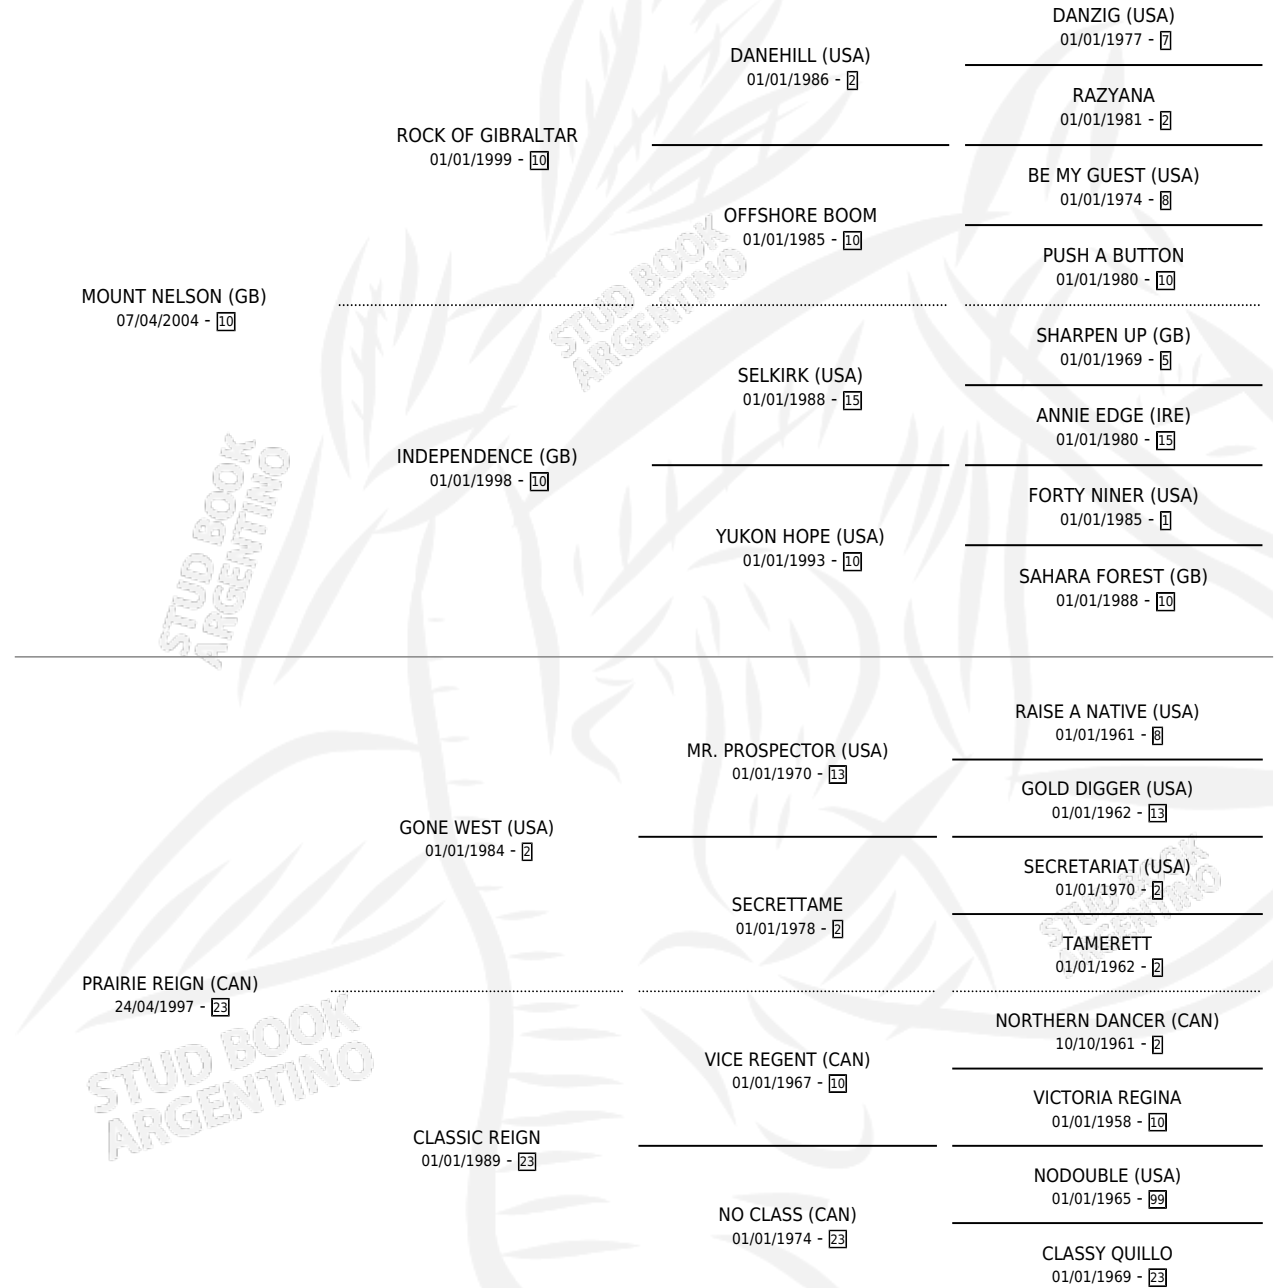 DANZIG (USA)
01/01/1977 - 7
DANEHILL (USA)
01/01/1986 - 2
RAZYANA
01/01/1981 - 2
ROCK OF GIBRALTAR
01/01/1999 - 10
BE MY GUEST (USA)
01/01/1974 - 8
OFFSHORE BOOM
01/01/1985 - 10
PUSH A BUTTON
01/01/1980 - 10
MOUNT NELSON (GB)
07/04/2004 - 10
STUD BOOK
ARGENTINO
SHARPEN UP (GB)
01/01/1969 - 5
SELKIRK (USA)
01/01/1988 - 15
ANNIE EDGE (IRE)
01/01/1980 - 15
INDEPENDENCE (GB)
01/01/1998 - 10
FORTY NINER (USA)
01/01/1985 - 1
YUKON HOPE (USA)
01/01/1993 - 10
SAHARA FOREST (GB)
01/01/1988 - 10
STUD BOOK
ARGENTINO
RAISE A NATIVE (USA)
01/01/1961 - 8
MR. PROSPECTOR (USA)
01/01/1970 - 13
GOLD DIGGER (USA)
01/01/1962 - 13
GONE WEST (USA)
01/01/1984 - 2
SECRETARIAT (USA)
01/01/1970 - 2
SECRETTAME
01/01/1978 - 2
STUD BOOK
ARGENTINO
TAMERETT
01/01/1962 - 2
PRAIRIE REIGN (CAN)
24/04/1997 - 23
NORTHERN DANCER (CAN)
10/10/1961 - 2
VICE REGENT (CAN)
01/01/1967 - 10
STUD BOOK
ARGENTINO
VICTORIA REGINA
01/01/1958 - 10
CLASSIC REIGN
01/01/1989 - 23
NODOUBLE (USA)
01/01/1965 - 99
NO CLASS (CAN)
01/01/1974 - 23
CLASSY QUILLO
01/01/1969 - 23